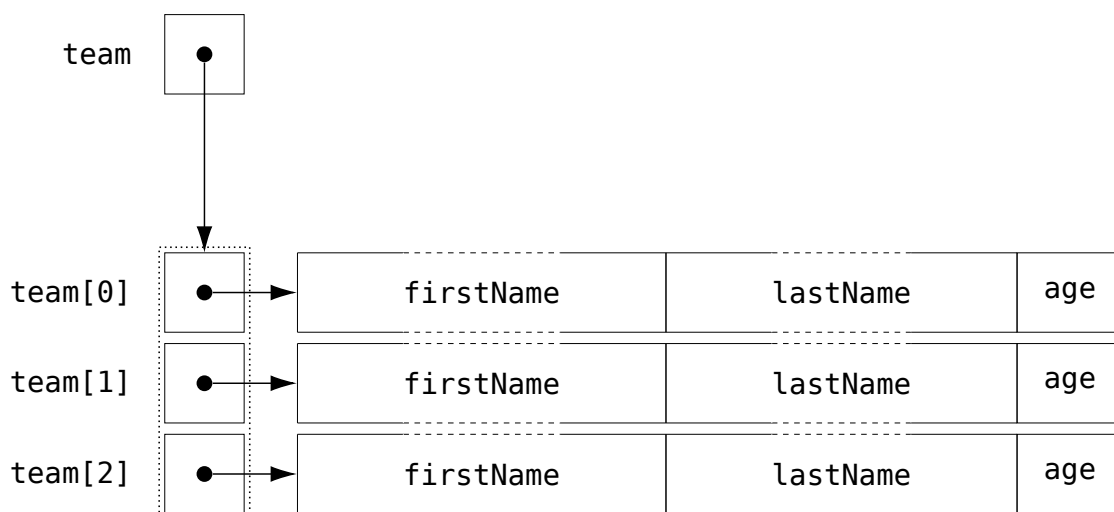 team
team[0] firstName lastName age
team[1] firstName lastName age
team[2] firstName lastName age